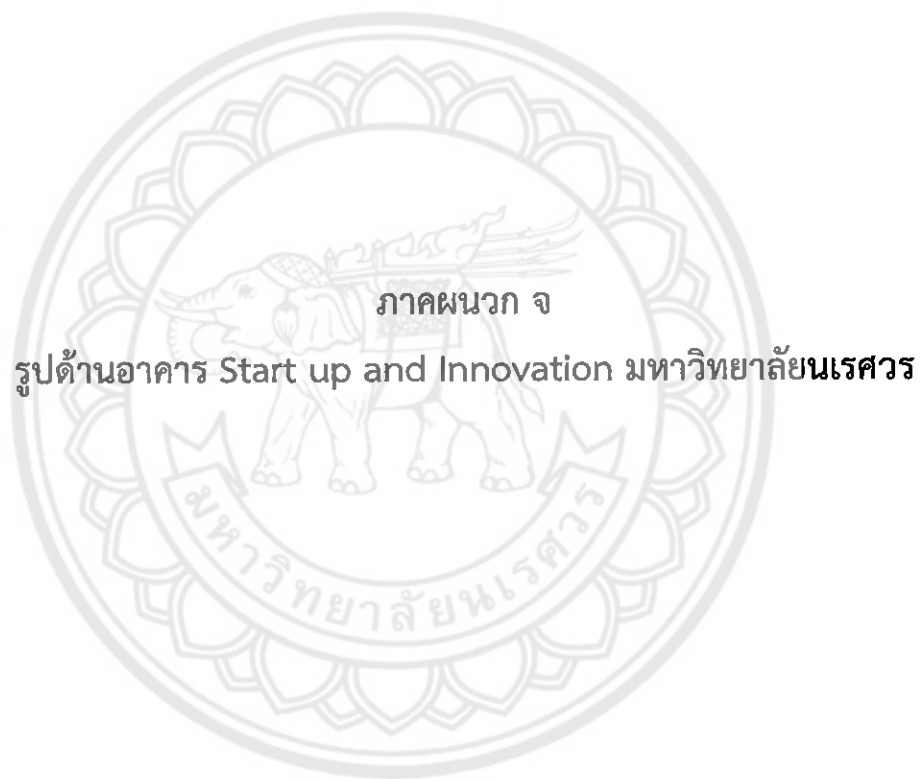 ภาคผนวก จ
รูปด้านอาคาร Start up and Innovation มหาวิทยาลัยนเรศวร
มหาวิทยาลัยนเรศวร